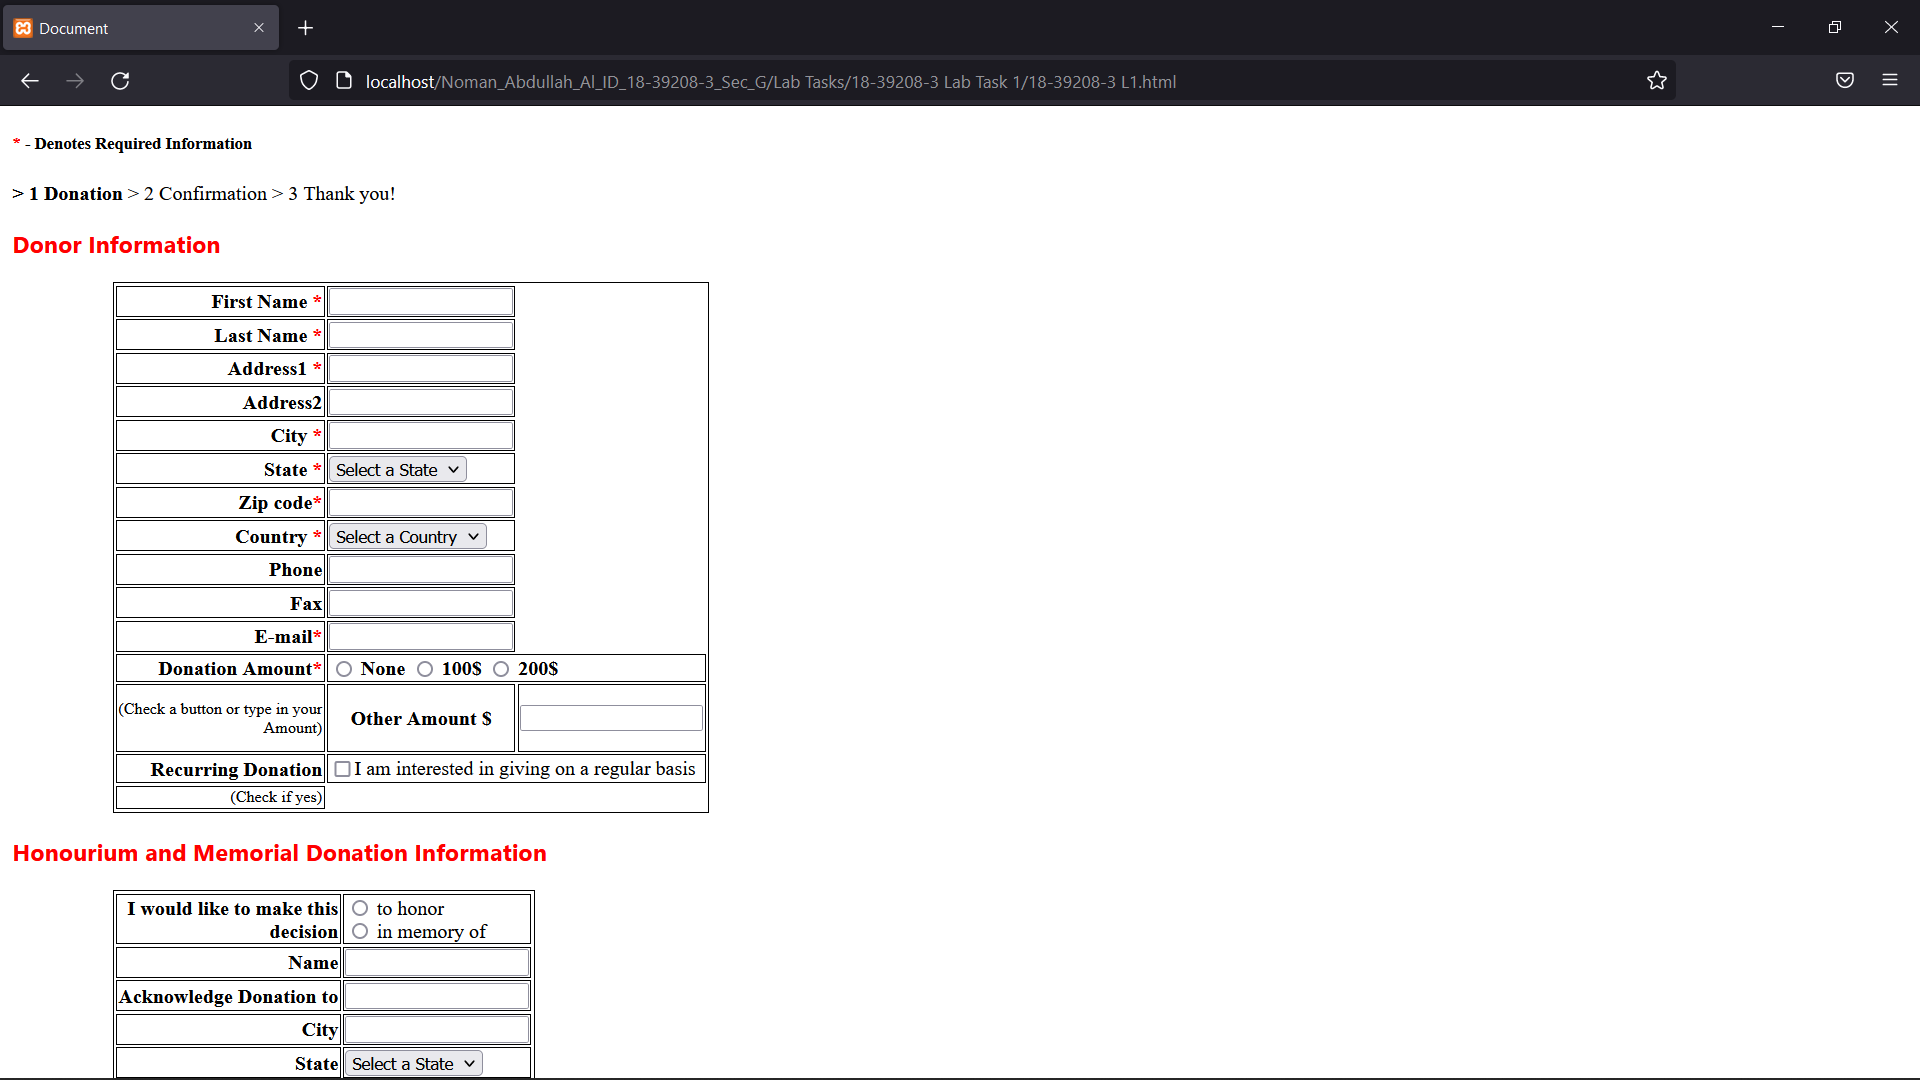 Document
localhost/Noman_Abdullah_Al_ID_18-39208-3_Sec_G/Lab Tasks/18-39208-3 Lab Task 1/18-39208-3 L1.html
* - Denotes Required Information
> 1 Donation > 2 Confirmation > 3 Thank you!
Donor Information
First Name *
Last Name *
Address1 *
Address2
City *
State * Select a State
Zip code*
Country * Select a Country
Phone
Fax
E-mail*
Donation Amount* None 100$ 200$
(Check a button or type in your
Amount)
Other Amount $
Recurring Donation I am interested in giving on a regular basis
(Check if yes)
Honourium and Memorial Donation Information
I would like to make this
decision
to honor
in memory of
Name
Acknowledge Donation to
City
State Select a State